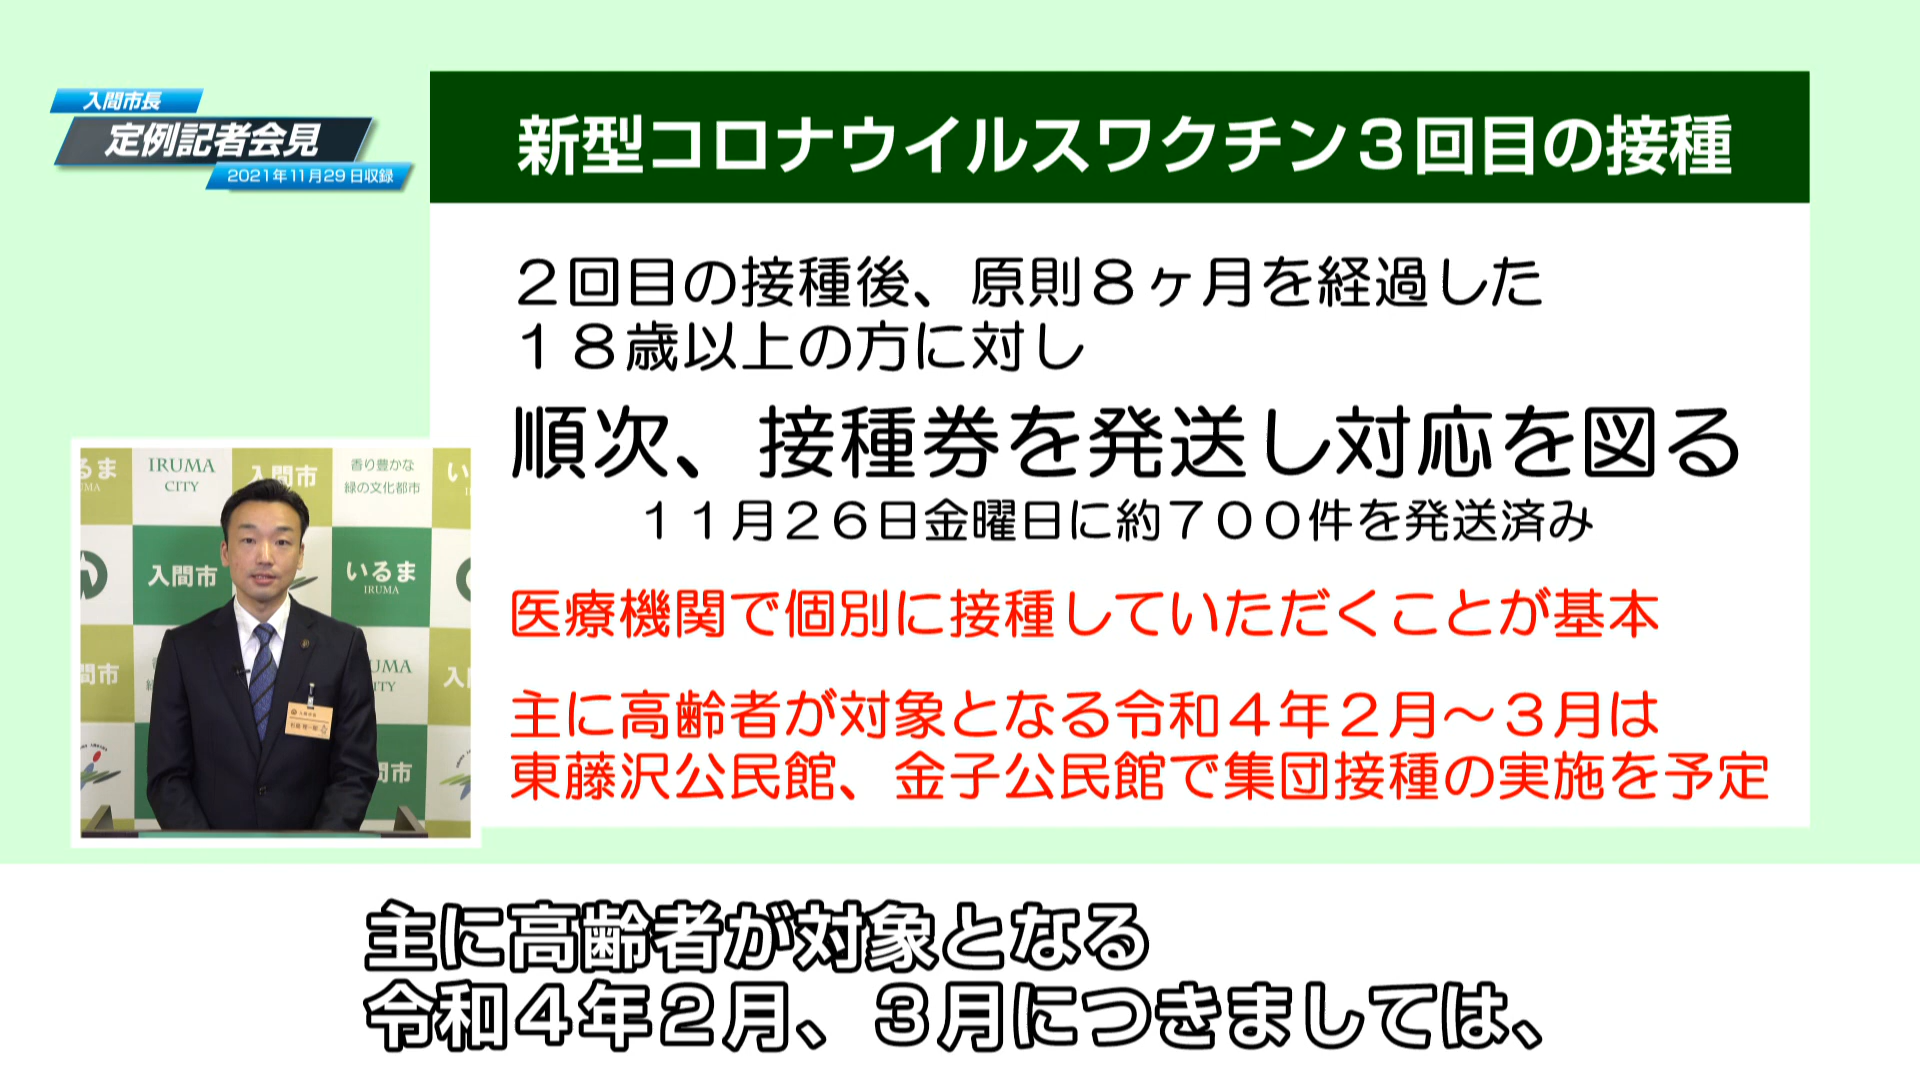 入間市長
定例記者会見
2021年11月29日収録
新型コロナウイルスワクチン３回目の接種
２回目の接種後、原則８ヶ月を経過した
１８歳以上の方に対し
順次、接種券を発送し対応を図る
１１月２６日金曜日に約７００件を発送済み
医療機関で個別に接種していただくことが基本
主に高齢者が対象となる令和４年２月～３月は
東藤沢公民館、金子公民館で集団接種の実施を予定
るま
IRUMA
CITY
入間市
香り豊かな
緑の文化都市
い
入間市
いるま
IRUMA
間市
UMA
ITY
入間
間市
主に高齢者が対象となる
令和４年２月、３月につきましては、